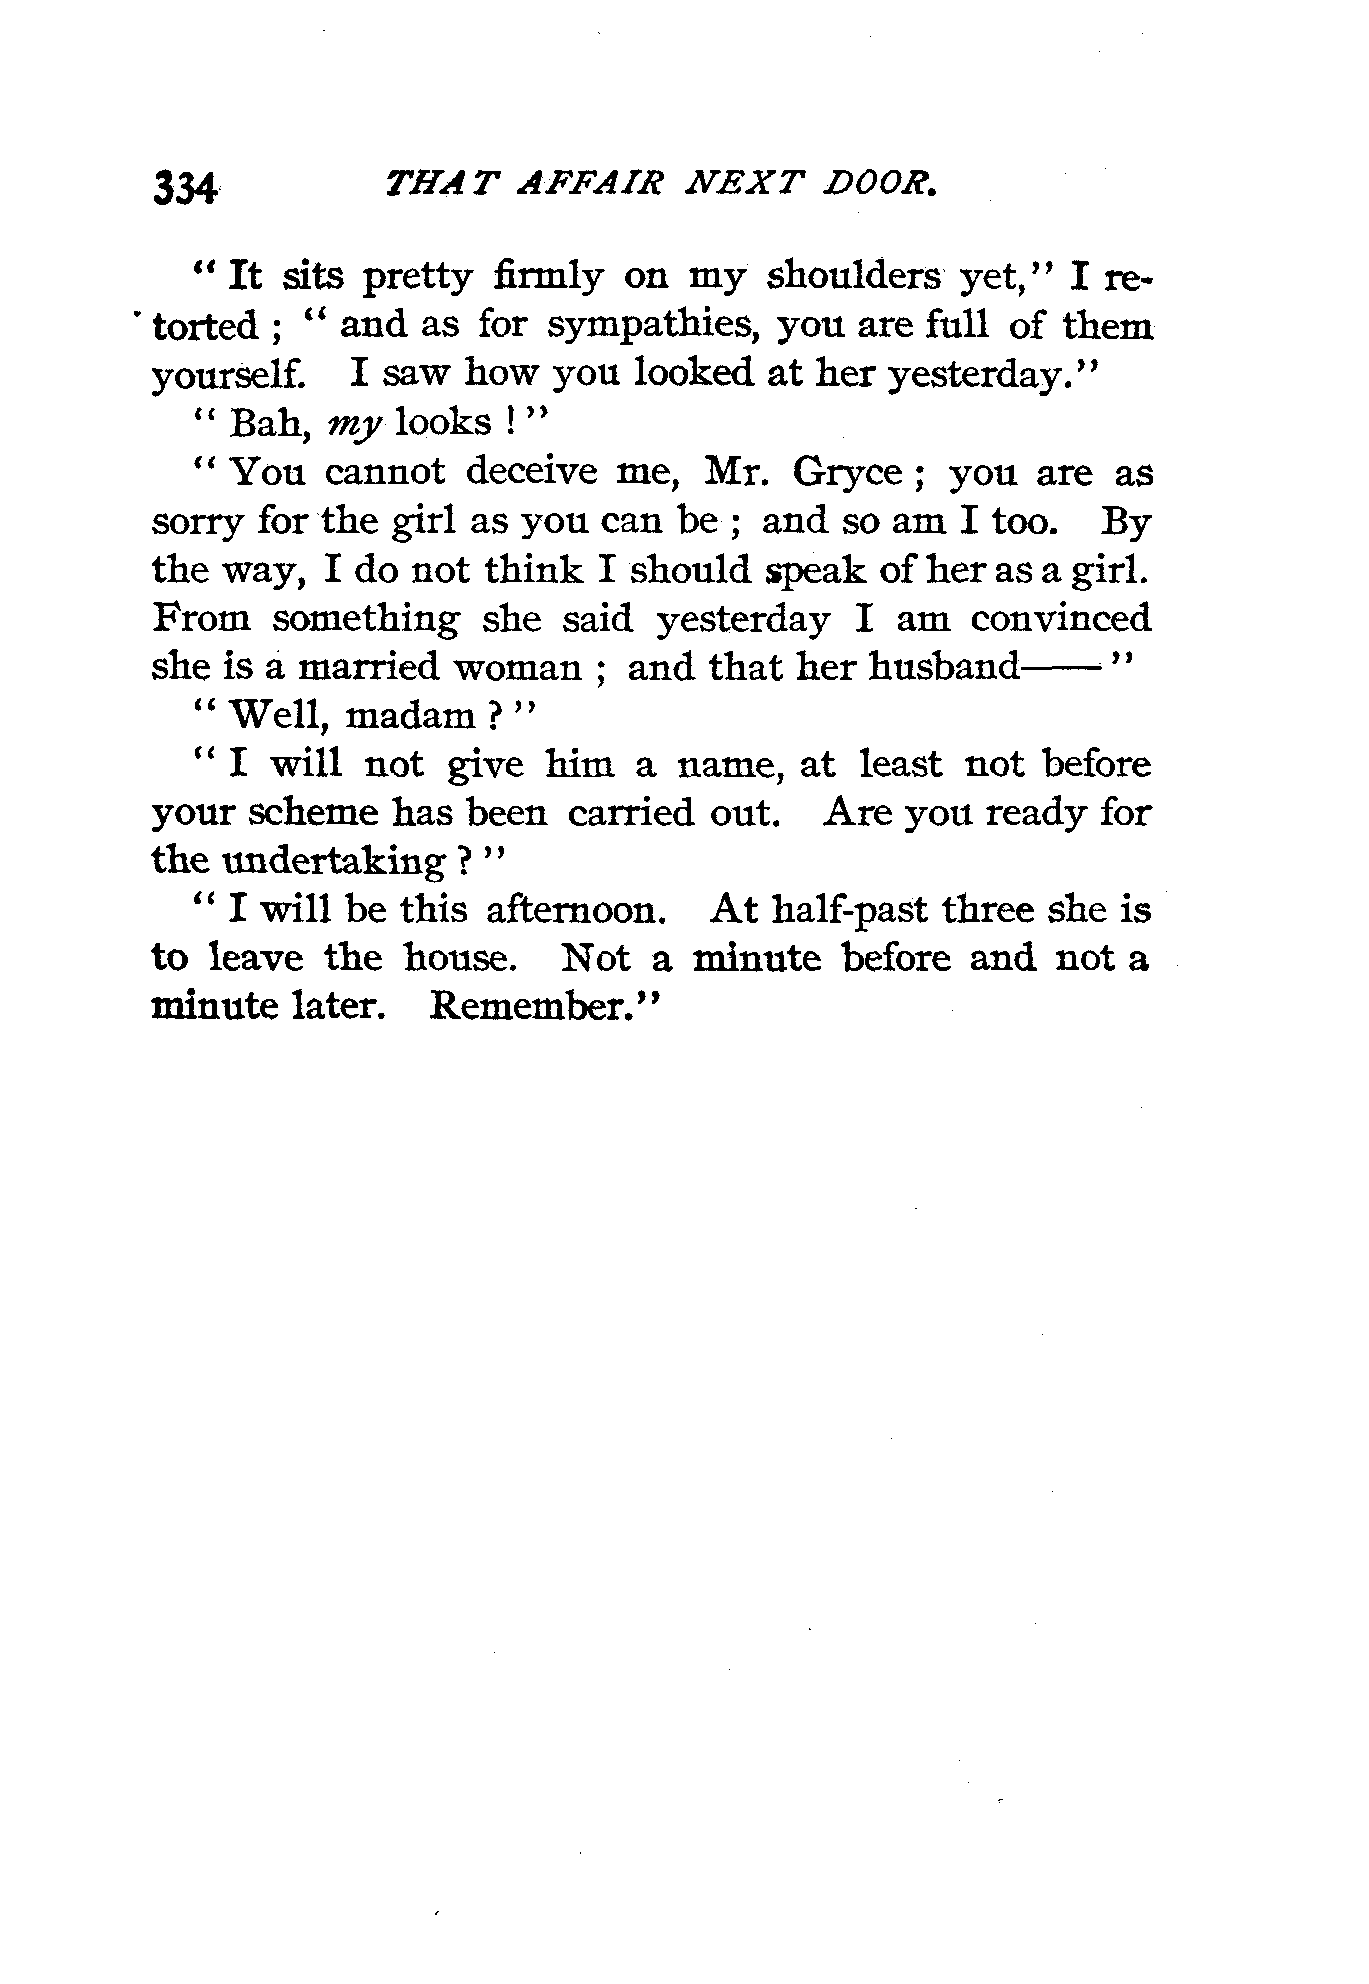 334 THAT AFFAIR NEXT DOOR.
“ It sits pretty firmly on my shoulders yet,” I re-
torted ; “ and as for sympathies, you are full of them
yourself. I saw how you looked at her yesterday.”
“ Bah, my looks ! ”
“ You cannot deceive me, Mr. Gryce ; you are as
sorry for the girl as you can be ; and so am I too. By
the way, I do not think I should speak of her as a girl.
From something she said yesterday I am convinced
she is a married woman ; and that her husband—— ”
“ Well, madam ? ”
“ I will not give him a name, at least not before
your scheme has been carried out. Are you ready for
the undertaking ? ”
“ I will be this afternoon. At half-past three she is
to leave the house. Not a minute before and not a
minute later. Remember.”